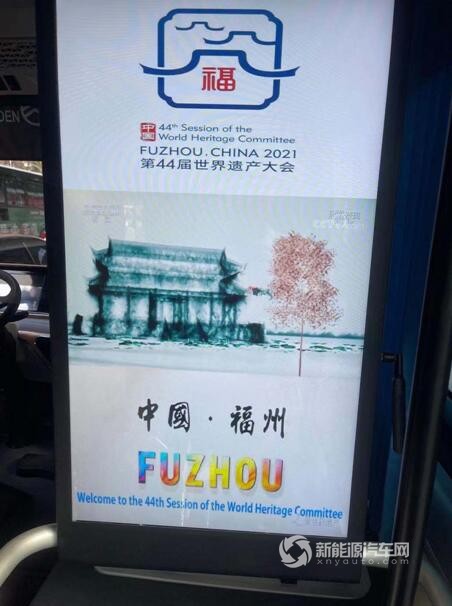 福
中国
44th Session of the
World Heritage Committee
FUZHOU, CHINA 2021
第44届世界遗产大会
中國·福州
FUZHOU
Welcome to the 44th Session of the World Heritage Committee
新能源汽车网
xnyauto.com